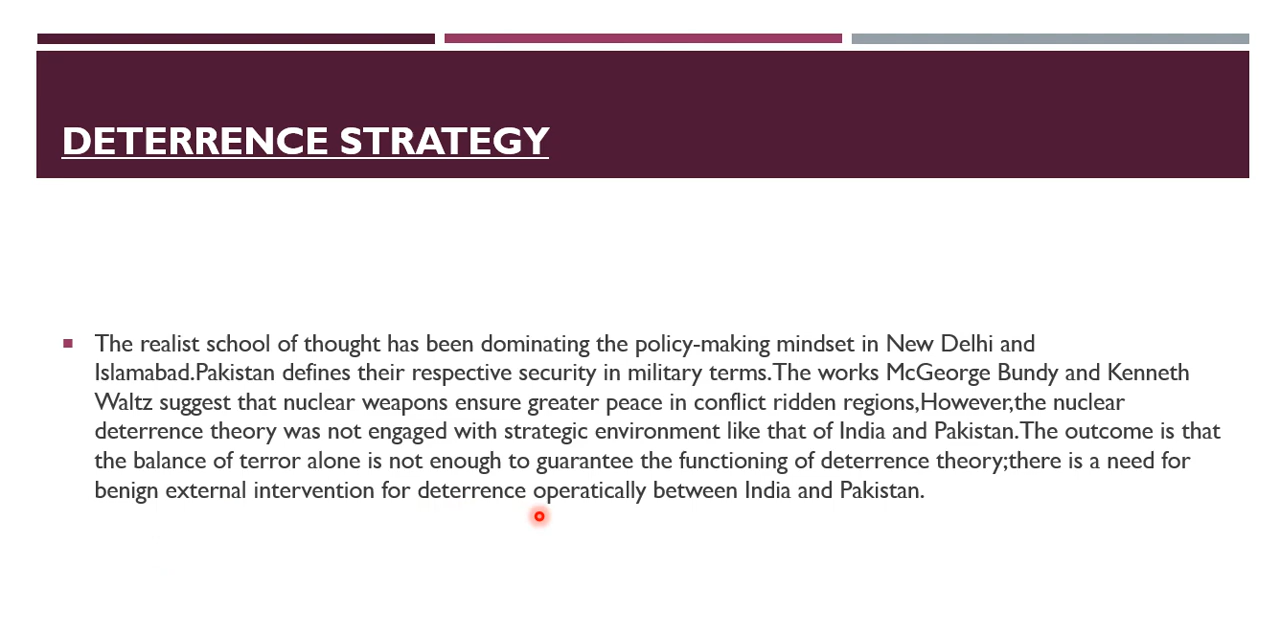 DETERRENCE STRATEGY
The realist school of thought has been dominating the policy-making mindset in New Delhi and
Islamabad.Pakistan defines their respective security in military terms.The works McGeorge Bundy and Kenneth
Waltz suggest that nuclear weapons ensure greater peace in conflict ridden regions,However,the nuclear
deterrence theory was not engaged with strategic environment like that of India and Pakistan.The outcome is that
the balance of terror alone is not enough to guarantee the functioning of deterrence theory;there is a need for
benign external intervention for deterrence operatically between India and Pakistan.